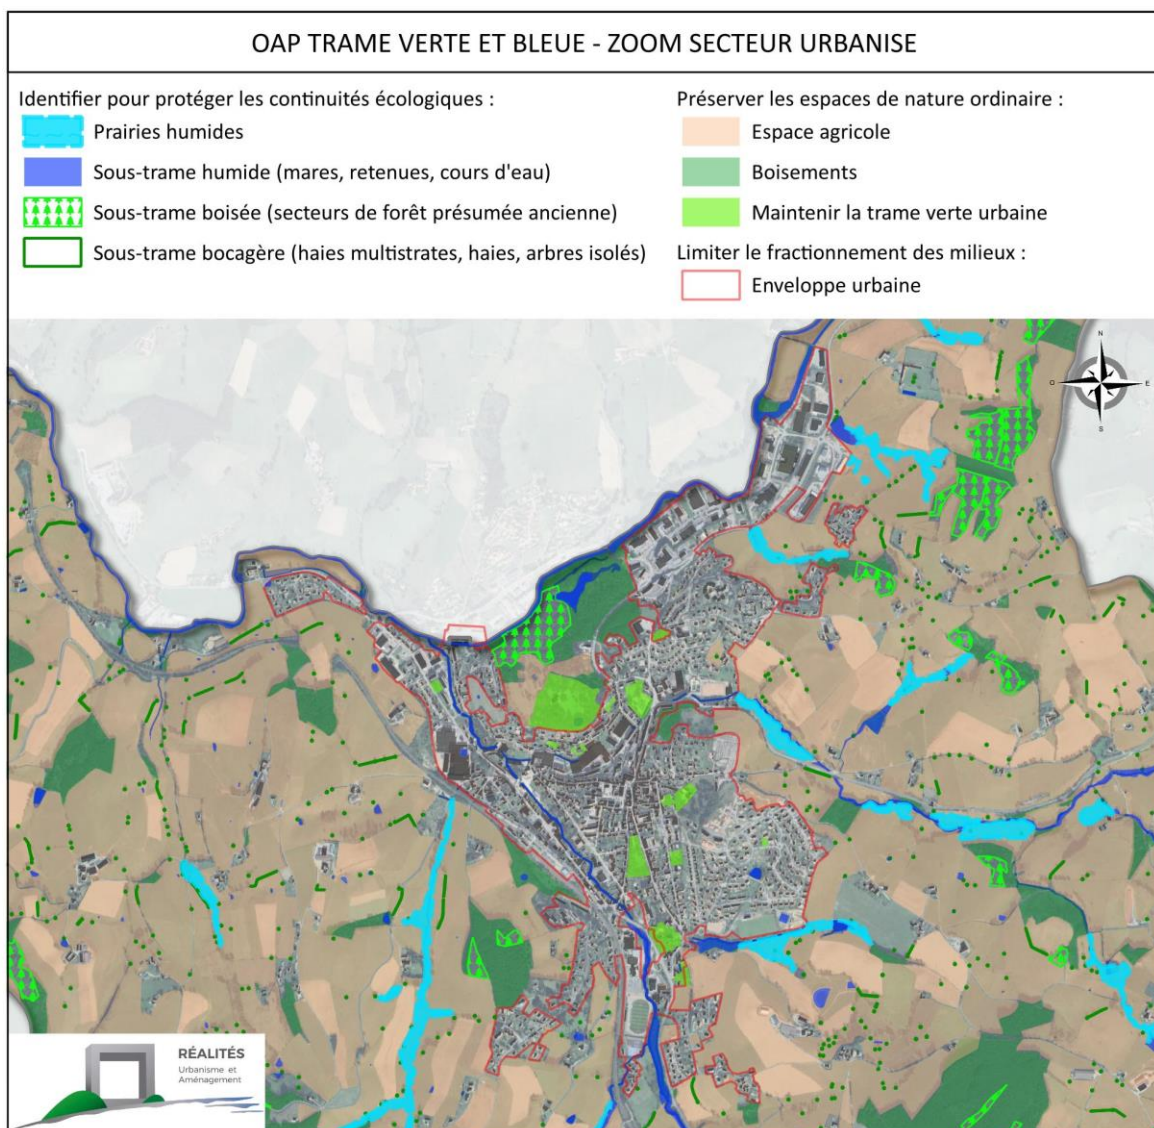 OAP TRAME VERTE ET BLEUE - ZOOM SECTEUR URBANISE
Identifier pour protéger les continuités écologiques :
Prairies humides
Sous-trame humide (mares, retenues, cours d'eau)
Sous-trame boisée (secteurs de forêt présumée ancienne)
Sous-trame bocagère (haies multistrates, haies, arbres isolés)
Préserver les espaces de nature ordinaire :
Espace agricole
Boisements
Maintenir la trame verte urbaine
Limiter le fractionnement des milieux :
Enveloppe urbaine
N
O
E
S
RÉALITÉS
Urbanisme et
Aménagement